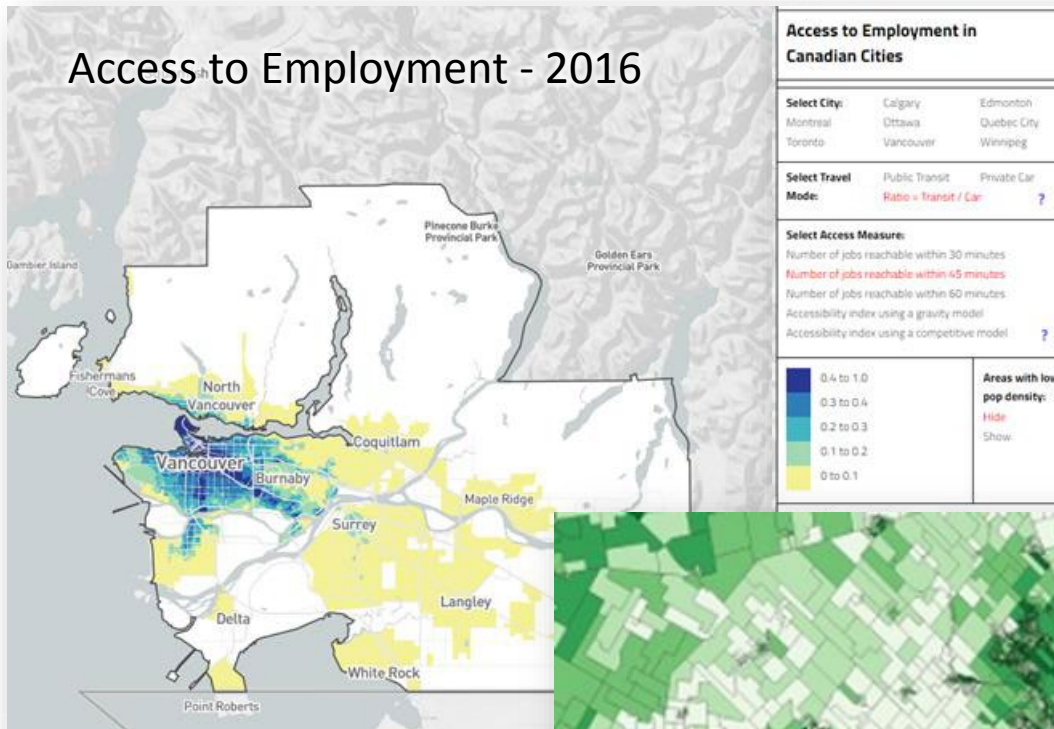 Access to Employment - 2016
Pinecone Burke
Provincial Park
Golden Ears
Provincial Park
Gambier Island
Fishermans
Cove
North
Vancouver
Coquitlam
Vancouver
Burnaby
Maple Ridge
Surrey
Langley
Delta
White Rock
Point Roberts
Access to Employment in
Canadian Cities
Select City: Calgary Edmonton
Montreal Ottawa Quebec City
Toronto Vancouver Winnipeg
Select Travel Public Transit Private Car
Mode: Ratio = Transit / Car ?
Select Access Measure:
Number of jobs reachable within 30 minutes
Number of jobs reachable within 45 minutes
Number of jobs reachable within 60 minutes
Accessibility index using a gravity model
Accessibility index using a competitive model ?
0.4 to 1.0
0.3 to 0.4
0.2 to 0.3
0.1 to 0.2
0 to 0.1
Areas with low
pop density:
Hide
Show